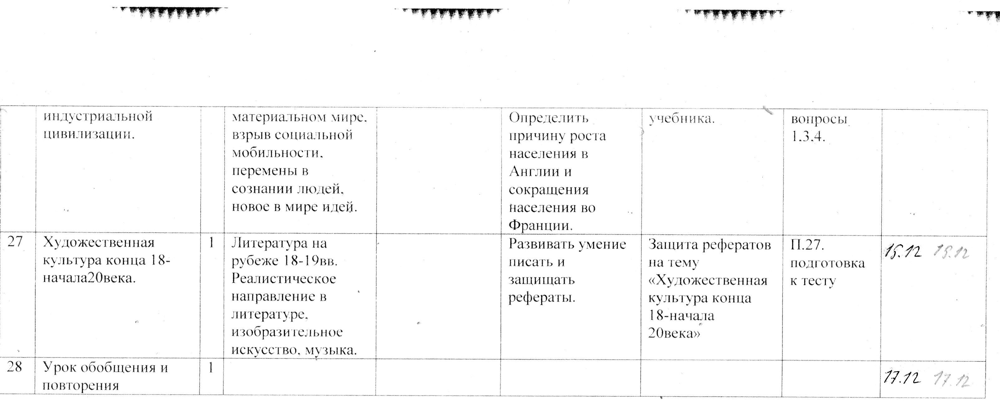 индустриальной
цивилизации.
материальном мире,
взрыв социальной
мобильности,
перемены в
сознании людей,
новое в мире идей.
Определить
причину роста
населения в
Англии и
сокращения
населения во
Франции.
учебника.
вопросы
1.3.4.
27
Художественная
культура конца 18-
начала20века.
1
Литература на
рубеже 18-19вв.
Реалистическое
направление в
литературе,
изобразительное
искусство, музыка.
Развивать умение
писать и
защищать
рефераты.
Защита рефератов
на тему
«Художественная
культура конца
18-начала
20века»
П.27.
подготовка
к тесту
15.12 15.12
28
Урок обобщения и
повторения
1
17.12 17.12